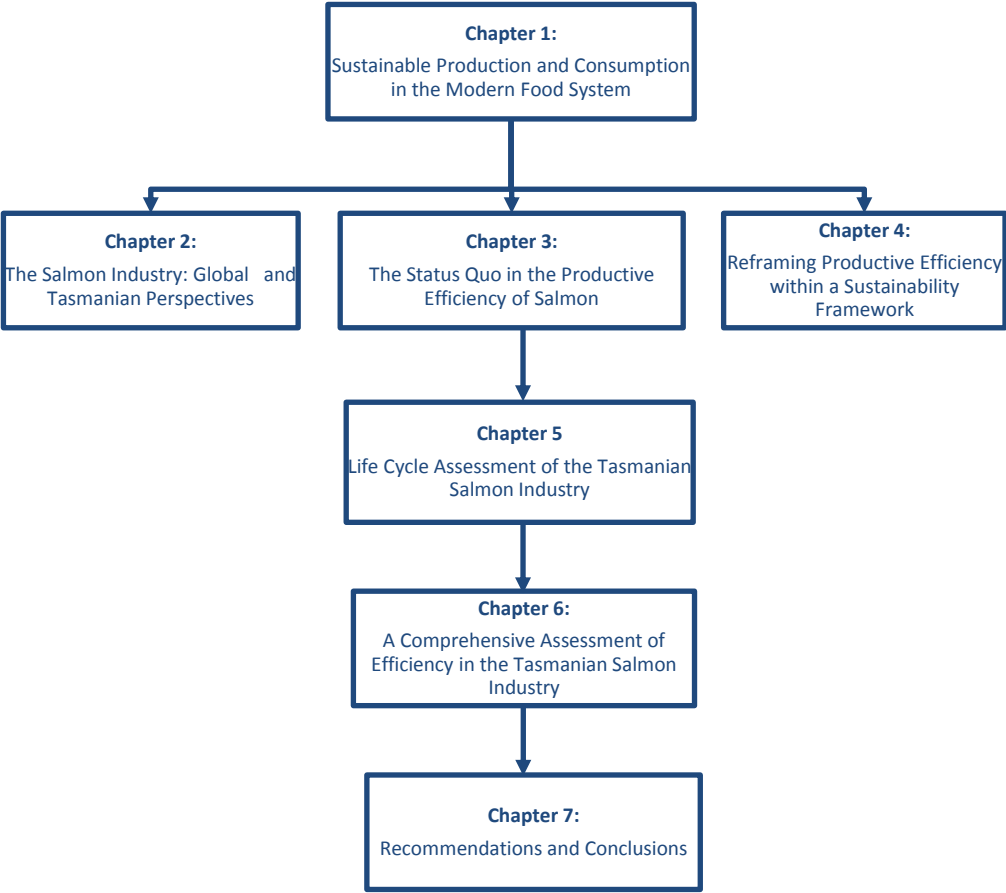 Chapter 1:
Sustainable Production and Consumption
in the Modern Food System
Chapter 2:
The Salmon Industry: Global and
Tasmanian Perspectives
Chapter 3:
The Status Quo in the Productive
Efficiency of Salmon
Chapter 4:
Reframing Productive Efficiency
within a Sustainability
Framework
Chapter 5
Life Cycle Assessment of the Tasmanian
Salmon Industry
Chapter 6:
A Comprehensive Assessment of
Efficiency in the Tasmanian Salmon
Industry
Chapter 7:
Recommendations and Conclusions